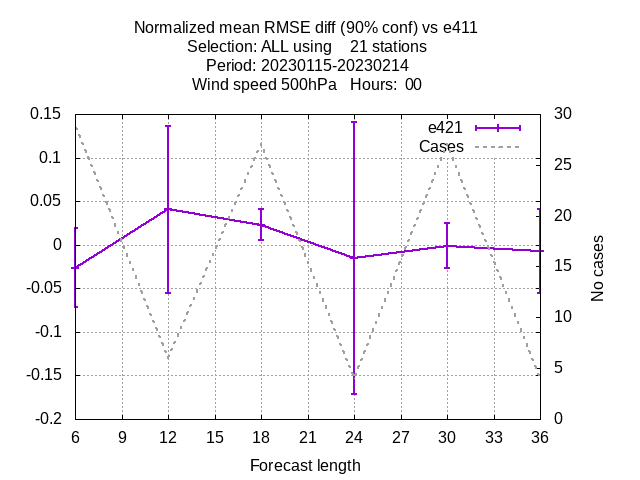 Normalized mean RMSE diff (90% conf) vs e411
Selection: ALL using    21 stations
Period: 20230115-20230214
Wind speed 500hPa   Hours:  00
0.15
0.1
0.05
0
-0.05
-0.1
-0.15
-0.2
e421
Cases
30
25
20
15
10
5
0
No cases
6 9 12 15 18 21 24 27 30 33 36
Forecast length